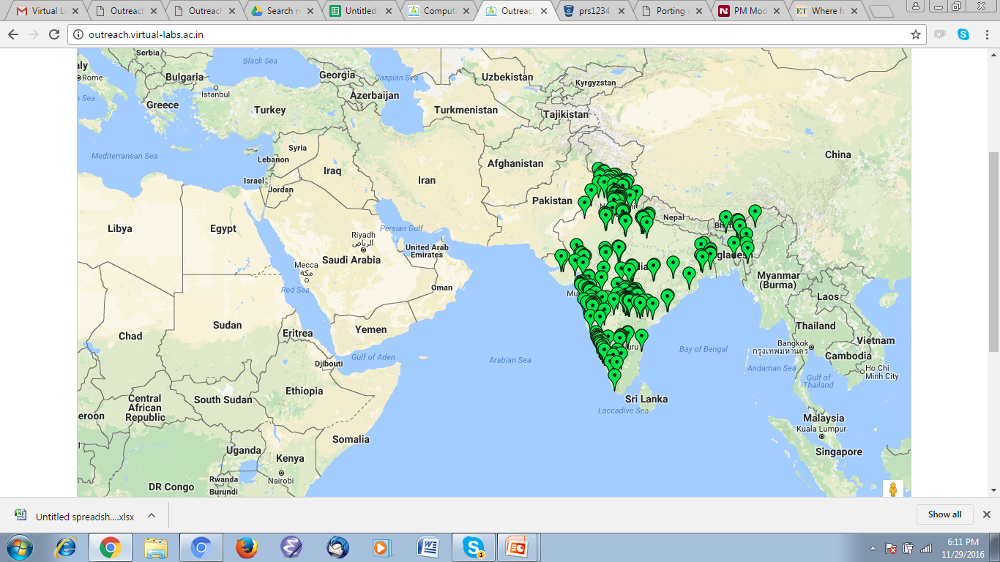 Virtual L
Outreach
Outreach
Search re
Untitled
Compute
Outreach
prs1234
Porting
PM Mod
ET
Where h
outreach.virtual-labs.ac.in
Serbia
Black Sea
Uzbekistan
aly
Rome
Bulgaria
Georgia
Caspian Sea
Kyrgyzstan
Istanbul
Azerbaijan
n Sea
Greece
Turkey
Turkmenistan
Tajikistan
Syria
Mediterranean Sea
Lebanon
Afghanistan
China
Iraq
Iran
Israel
Jordan
Pakistan
Nepal
Libya
Egypt
Persian Gulf
Bh
Riyadh
الرياض
United Arab
Emirates
Saudi Arabia
Mecca
مكة
ngladesh
dia
Myanmar
(Burma)
Red Sea
Oman
Mu
Laos
Sudan
Yemen
Thailand
Chad
Eritrea
Vietnam
Bangkok
กรุงเทพมหานคร
uru
Bay of Bengal
Arabian Sea
Gulf of Aden
Cambodia
Djibouti
Andaman Sea
Ho Chi
Minh City
Gulf of
Thailand
Ethiopia
Central
African
Republic
South Sudan
Sri Lanka
Laccadive Sea
eroon
Malaysia
Kuala Lumpur
Somalia
Uganda
Kenya
Singapore
Nairobi
Rwanda
DR Congo
Burundi
Untitled spreadsh....xlsx
Show all
6:11 PM
11/29/2016